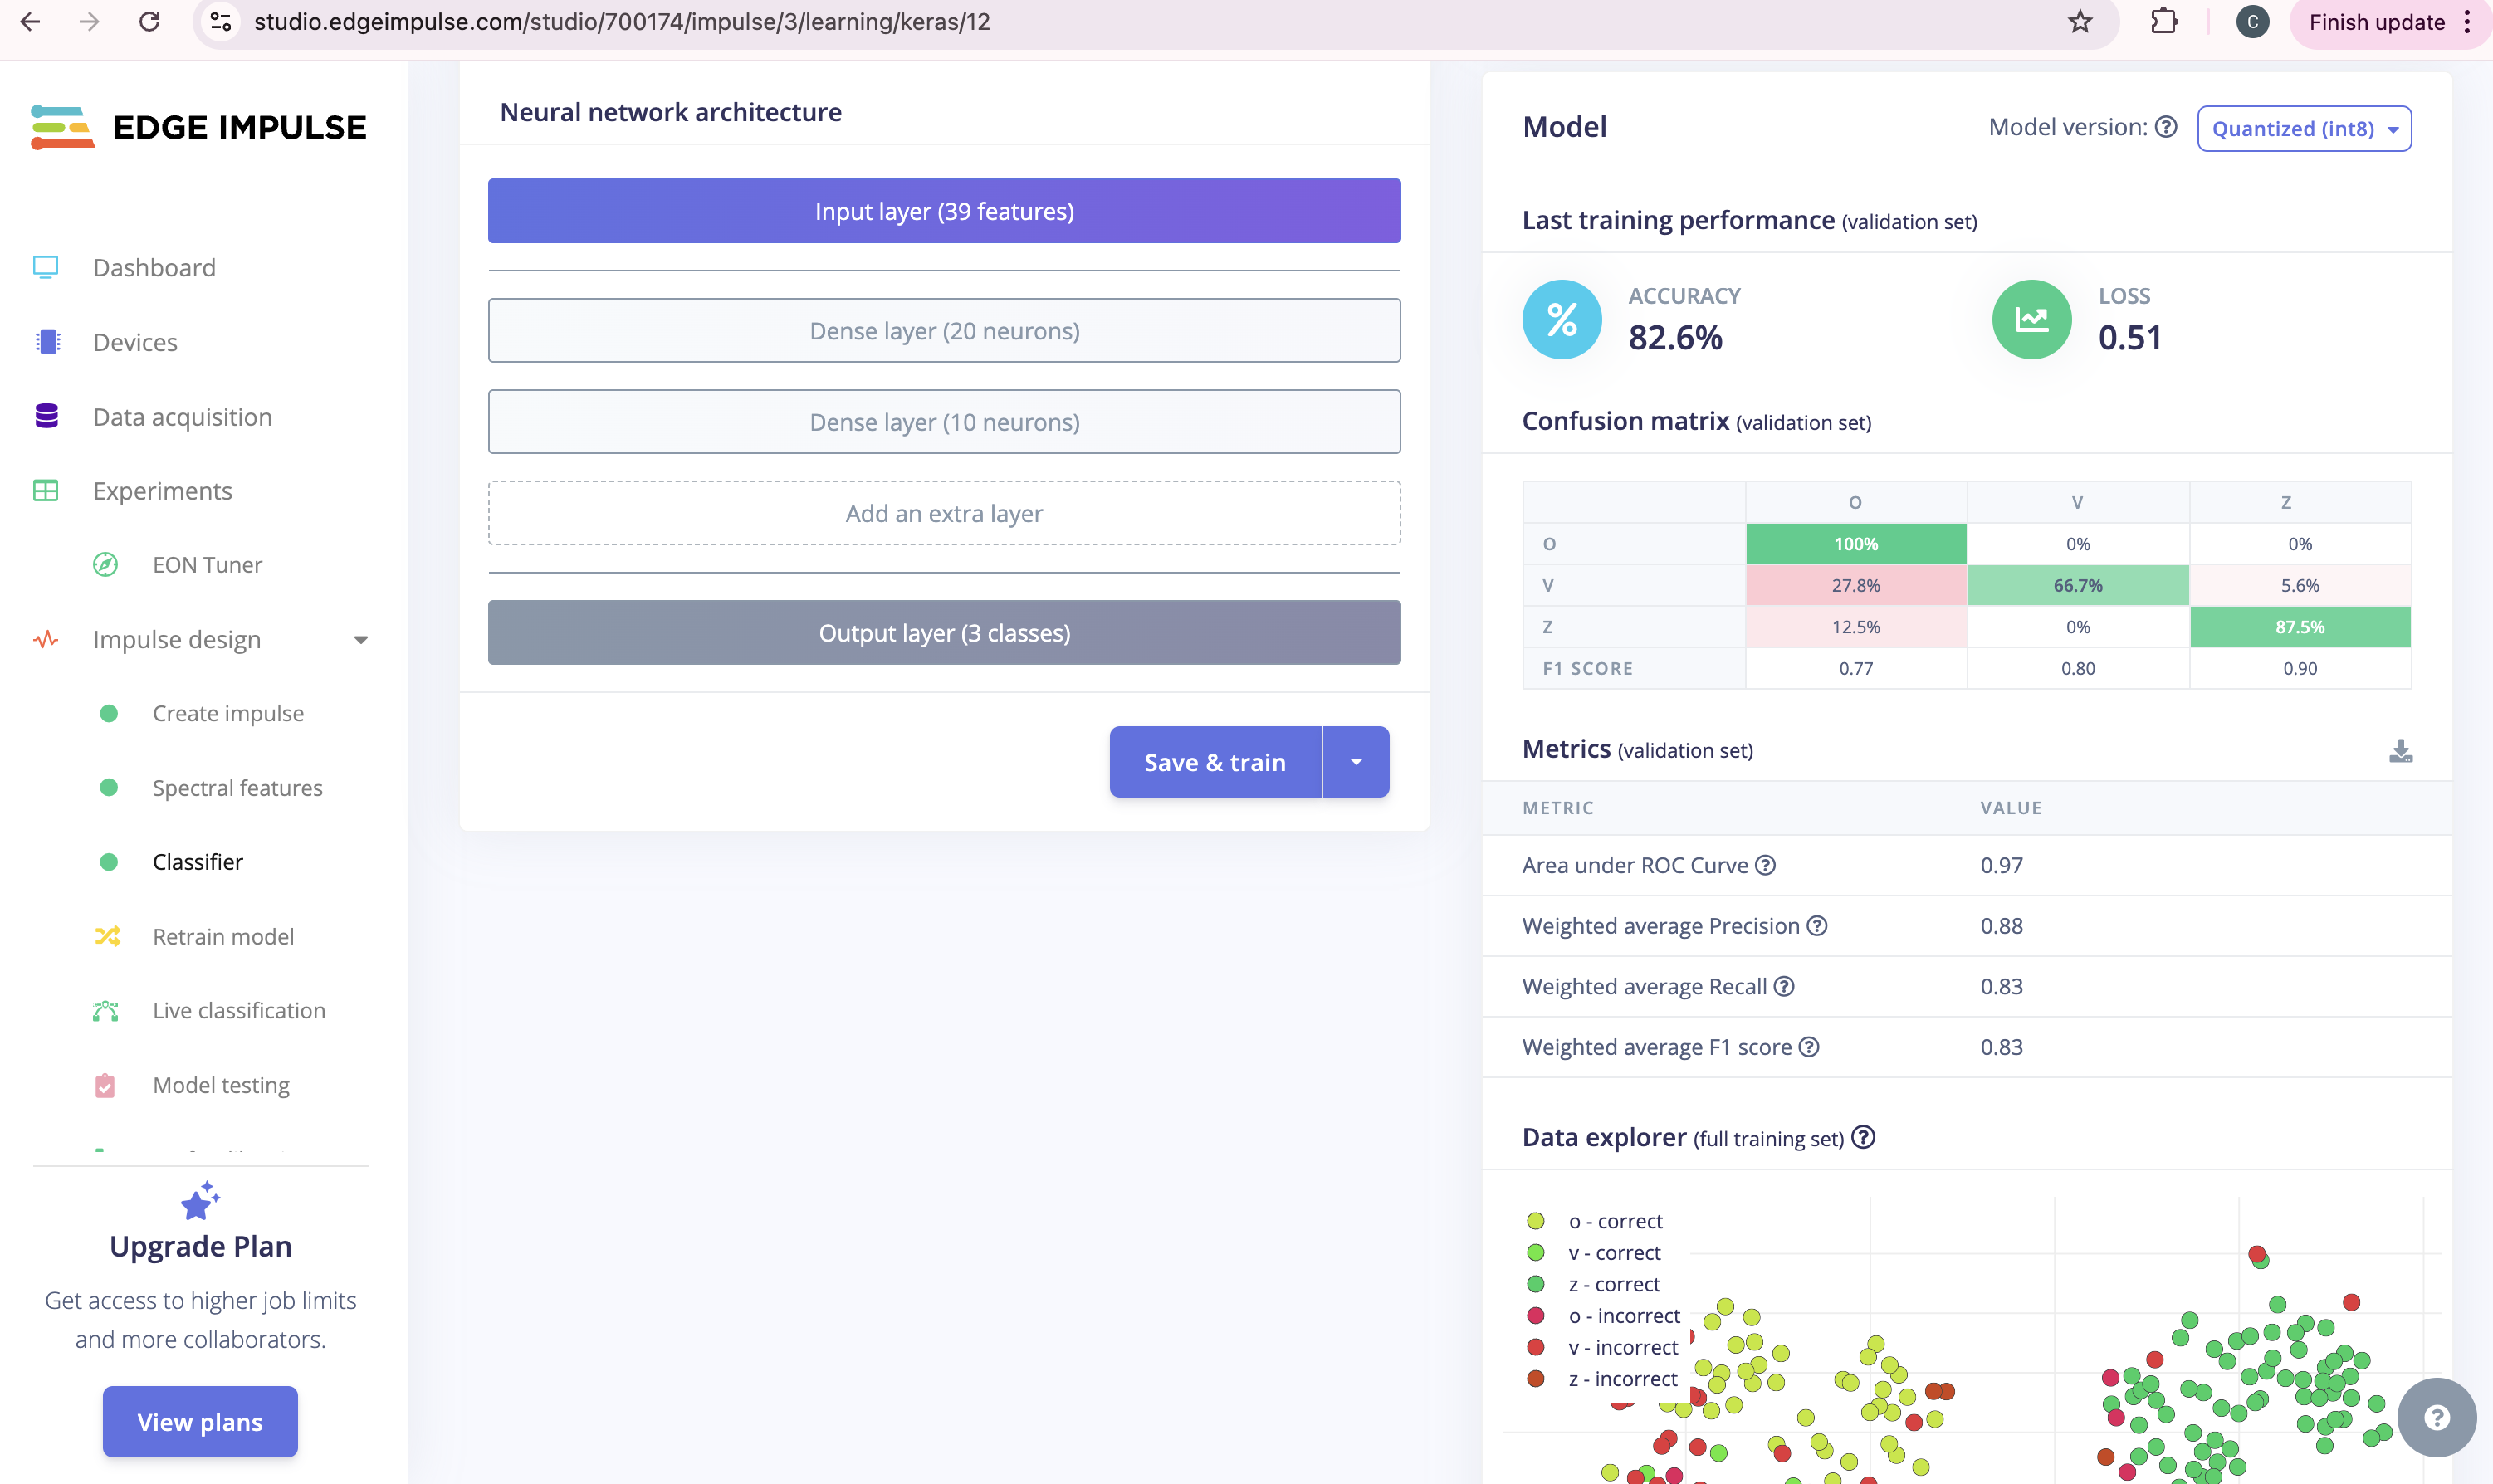 studio.edgeimpulse.com/studio/700174/impulse/3/learning/keras/12
C
Finish update
EDGE IMPULSE
Dashboard
Devices
Data acquisition
Experiments
EON Tuner
Impulse design
Create impulse
Spectral features
Classifier
Retrain model
Live classification
Model testing
Upgrade Plan
Get access to higher job limits
and more collaborators.
View plans
Neural network architecture
Input layer (39 features)
Dense layer (20 neurons)
Dense layer (10 neurons)
Add an extra layer
Output layer (3 classes)
Save & train
Model
Model version: ?
Quantized (int8)
Last training performance (validation set)
%
ACCURACY
82.6%
LOSS
0.51
Confusion matrix (validation set)
O V Z
O 100% 0% 0%
V 27.8% 66.7% 5.6%
Z 12.5% 0% 87.5%
F1 SCORE 0.77 0.80 0.90
Metrics (validation set)
METRIC VALUE
Area under ROC Curve ? 0.97
Weighted average Precision ? 0.88
Weighted average Recall ? 0.83
Weighted average F1 score ? 0.83
Data explorer (full training set) ?
o - correct
v - correct
z - correct
o - incorrect
v - incorrect
z - incorrect
?